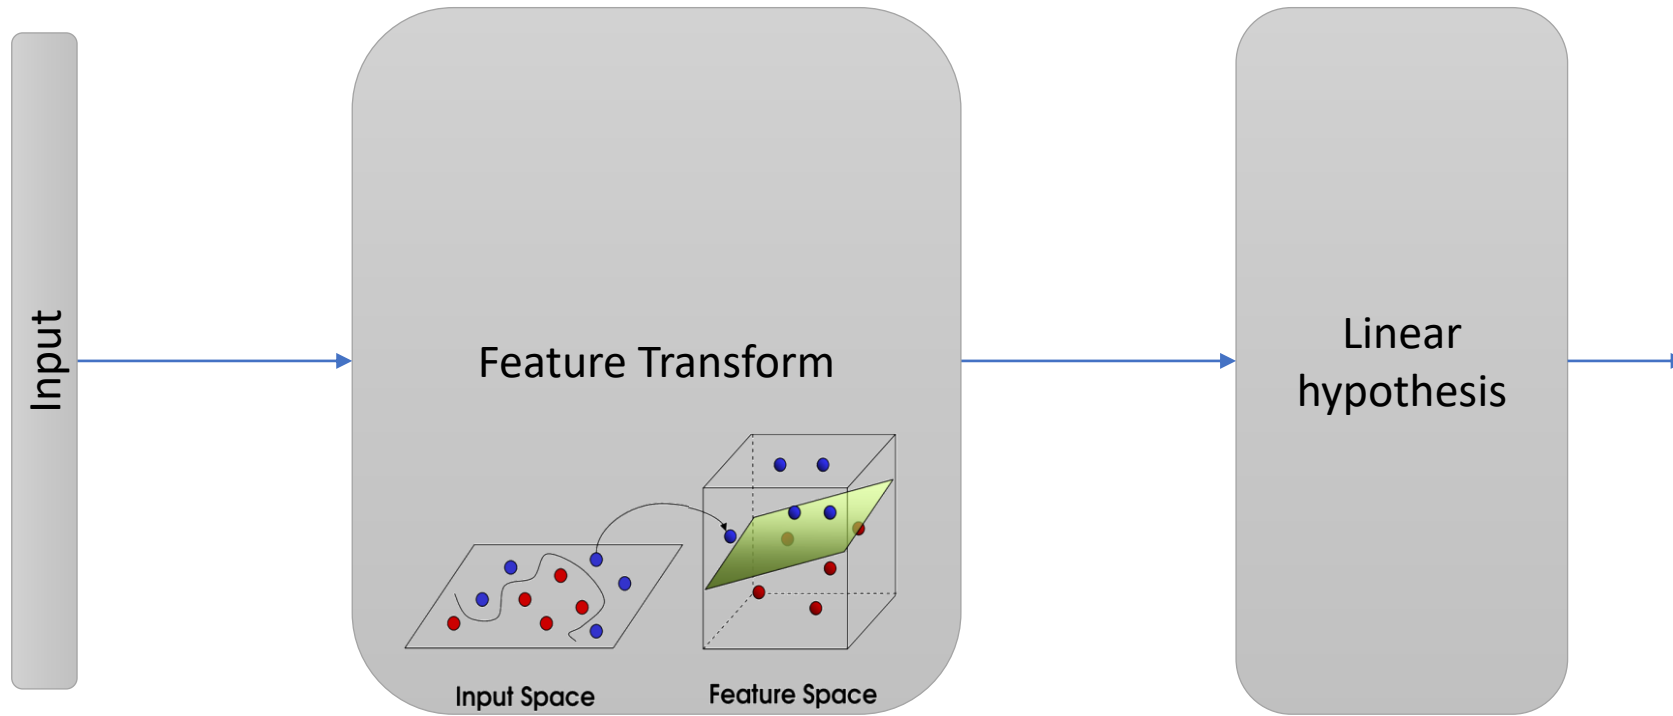 Input
Feature Transform
Input Space
Feature Space
Linear
hypothesis